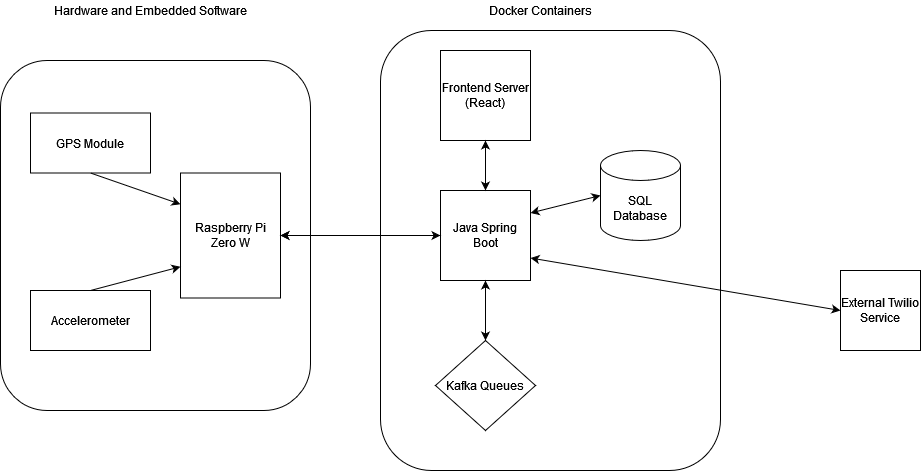 Hardware and Embedded Software
Docker Containers
Frontend Server
(React)
GPS Module
Raspberry Pi
Zero W
Accelerometer
Java Spring
Boot
SQL
Database
External Twilio
Service
Kafka Queues